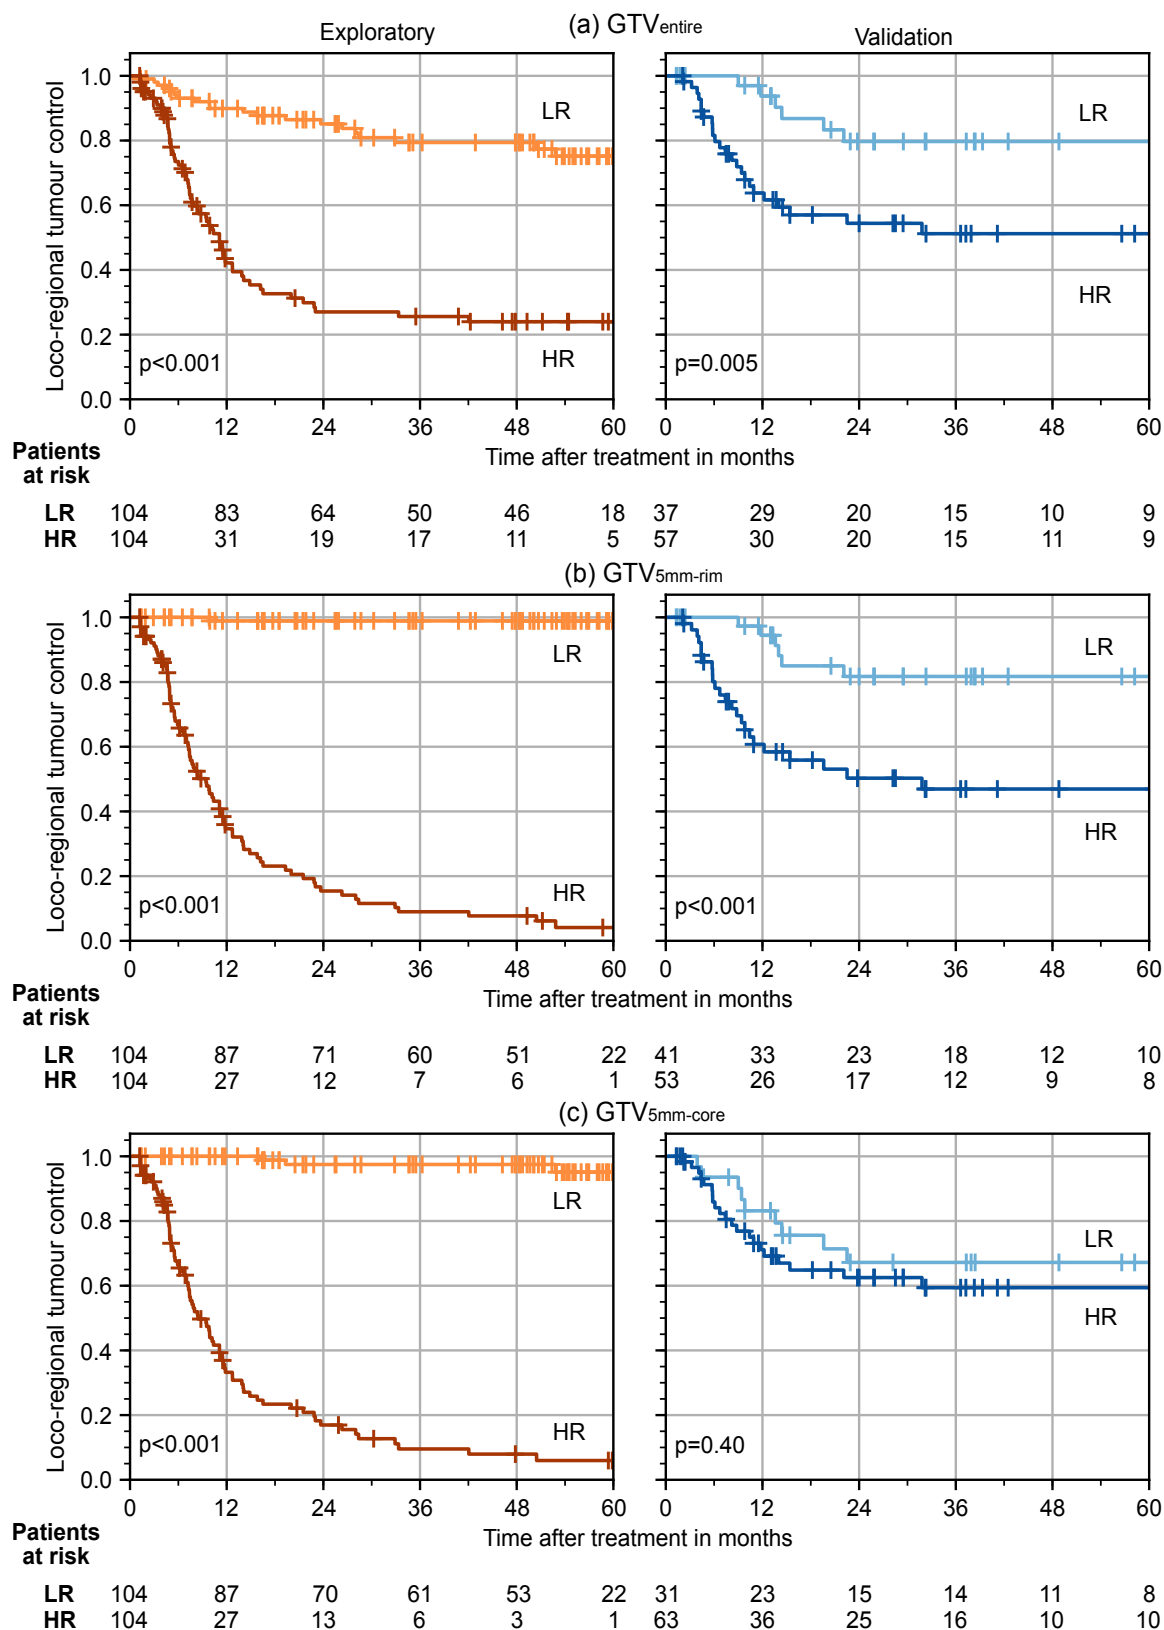 (a) GTVentire
Exploratory Validation
Loco-regional tumour control
1.0
0.8
0.6
0.4
0.2
0.0
LR
HR
p<0.001
LR
HR
p=0.005
0 12 24 36 48 60 0 12 24 36 48 60
Time after treatment in months
Patients
at risk
LR 104 83 64 50 46 18 37 29 20 15 10 9
HR 104 31 19 17 11 5 57 30 20 15 11 9
(b) GTV5mm-rim
Loco-regional tumour control
1.0
0.8
0.6
0.4
0.2
0.0
LR
HR
p<0.001
LR
HR
p<0.001
0 12 24 36 48 60 0 12 24 36 48 60
Time after treatment in months
Patients
at risk
LR 104 87 71 60 51 22 41 33 23 18 12 10
HR 104 27 12 7 6 1 53 26 17 12 9 8
(c) GTV5mm-core
Loco-regional tumour control
1.0
0.8
0.6
0.4
0.2
0.0
LR
HR
p<0.001
LR
HR
p=0.40
0 12 24 36 48 60 0 12 24 36 48 60
Time after treatment in months
Patients
at risk
LR 104 87 70 61 53 22 31 23 15 14 11 8
HR 104 27 13 6 3 1 63 36 25 16 10 10